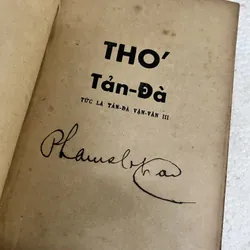 THƠ
Tản-Đà
TỨC LÀ TẢN-ĐÀ VẬN-VĂN III